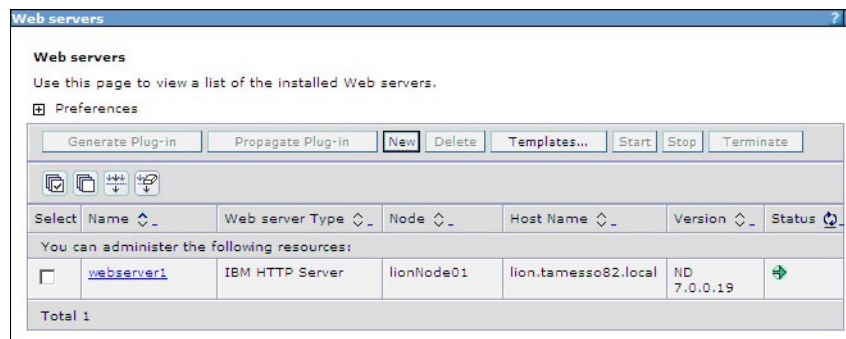 Web servers ?
Web servers
Use this page to view a list of the installed Web servers.
Preferences
Generate Plug-in Propagate Plug-in New Delete Templates... Start Stop Terminate
Select Name Web server Type Node Host Name Version Status
You can administer the following resources:
webserver1 IBM HTTP Server lionNode01 lion.tamesso82.local ND
7.0.0.19
Total 1